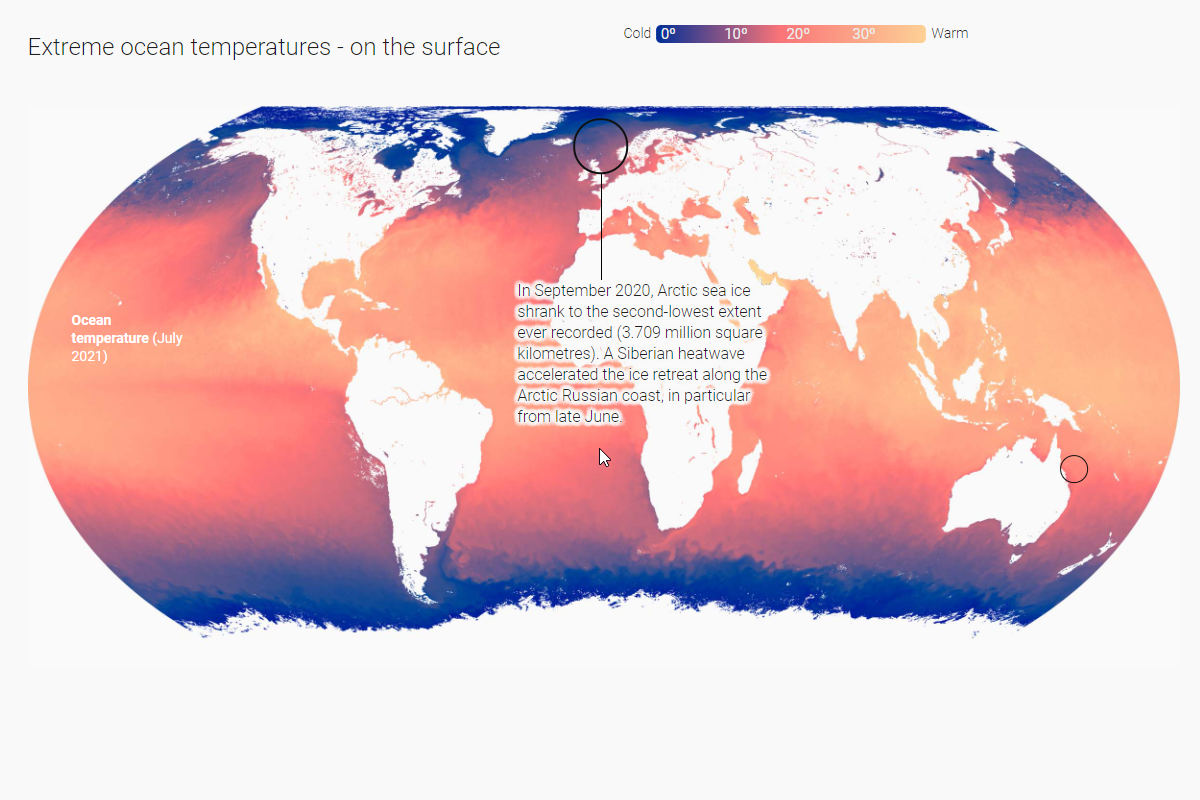 Extreme ocean temperatures - on the surface
Cold 0º 10º 20º 30º Warm
Ocean
temperature (July
2021)
In September 2020, Arctic sea ice
shrank to the second-lowest extent
ever recorded (3.709 million square
kilometres). A Siberian heatwave
accelerated the ice retreat along the
Arctic Russian coast, in particular
from late June.